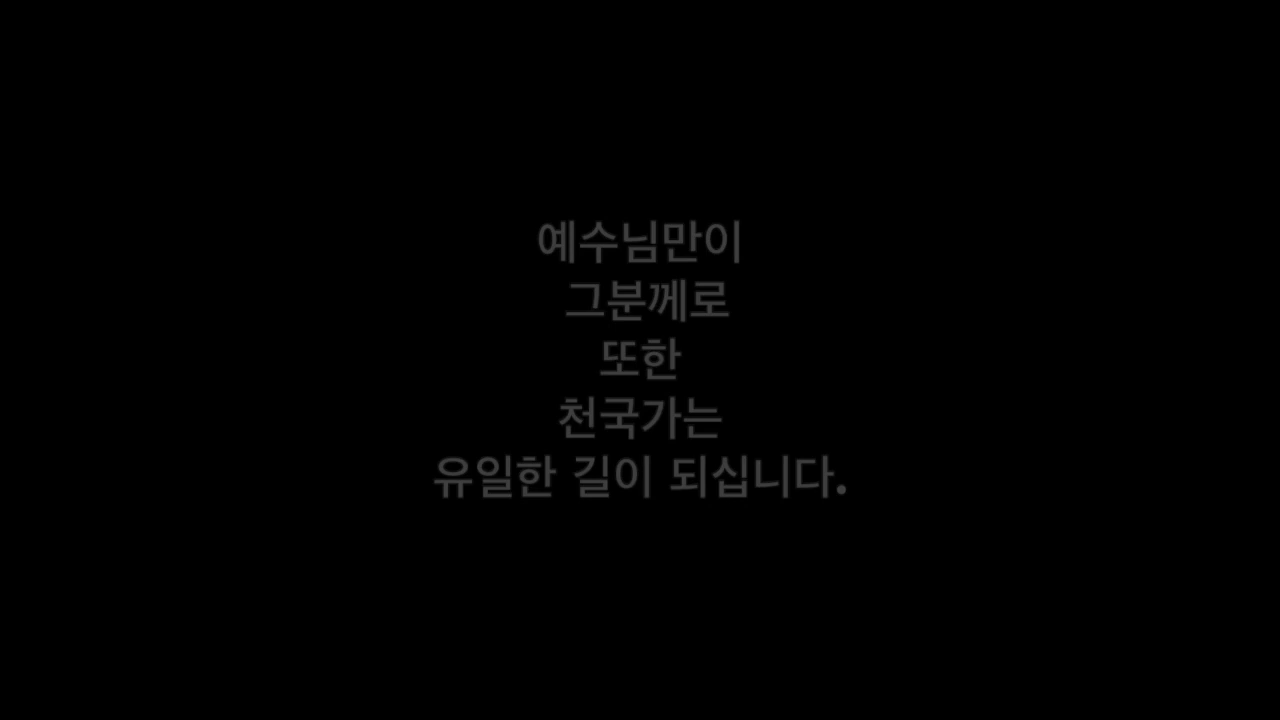 예수님만이
그분께로
또한
천국가는
유일한 길이 되십니다.